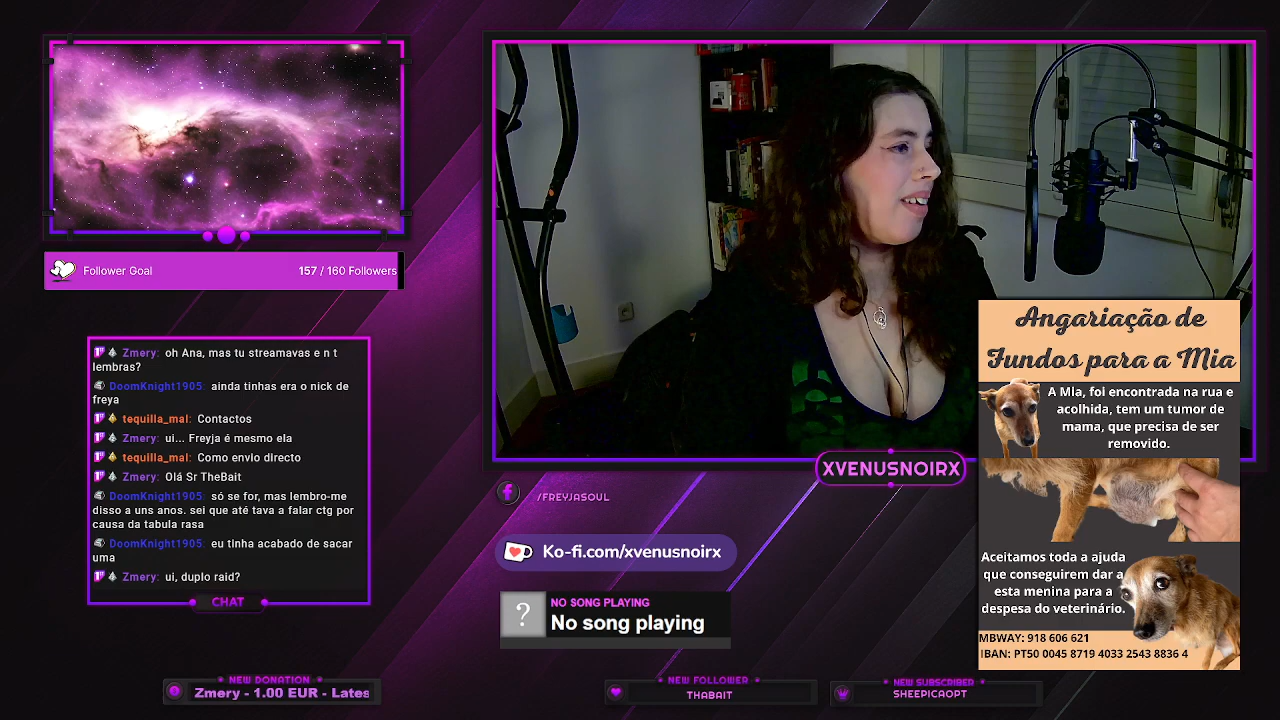 Follower Goal
157 / 160 Followers
Zmery: oh Ana, mas tu streamavas e n t
lembras?
DoomKnight1905: ainda tinhas era o nick de
freya
tequilla_mal: Contactos
Zmery: ui... Freyja é mesmo ela
tequilla_mal: Como envio directo
Zmery: Olá Sr TheBait
DoomKnight1905: só se for, mas lembro-me
disso a uns anos. sei que até tava a falar ctg por
causa da tabula rasa
DoomKnight1905: eu tinha acabado de sacar
uma
Zmery: ui, duplo raid?
CHAT
NEW DONATION
Zmery - 1.00 EUR - Lates
XVENUSNOIRX
/FREYJASOUL
Ko-fi.com/xvenusnoirx
?
NO SONG PLAYING
No song playing
NEW FOLLOWER
THABAIT
NEW SUBSCRIBER
SHEEPICAOPT
Angariação de
Fundos para a Mia
A Mia, foi encontrada na rua e
acolhida, tem um tumor de
mama, que precisa de ser
removido.
Aceitamos toda a ajuda
que conseguirem dar a
esta menina para a
despesa do veterinário.
MBWAY: 918 606 621
IBAN: PT50 0045 8719 4033 2543 8836 4